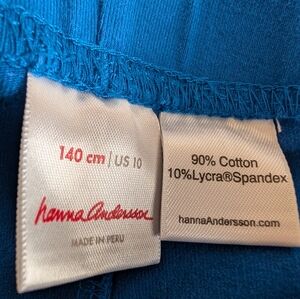 140 cm | US 10
hanna Andersson
MADE IN PERU
90% Cotton
10%Lycra®Spandex
hannaAndersson.com